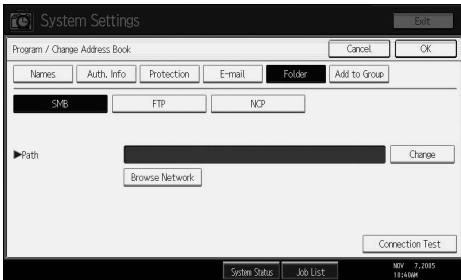 System Settings Exit
Program / Change Address Book Cancel OK
Names Auth. Info Protection E-mail Folder Add to Group
SMB FTP NCP
▶Path Change
Browse Network
Connection Test
System Status Job List NOV 7,2005
10:40AM